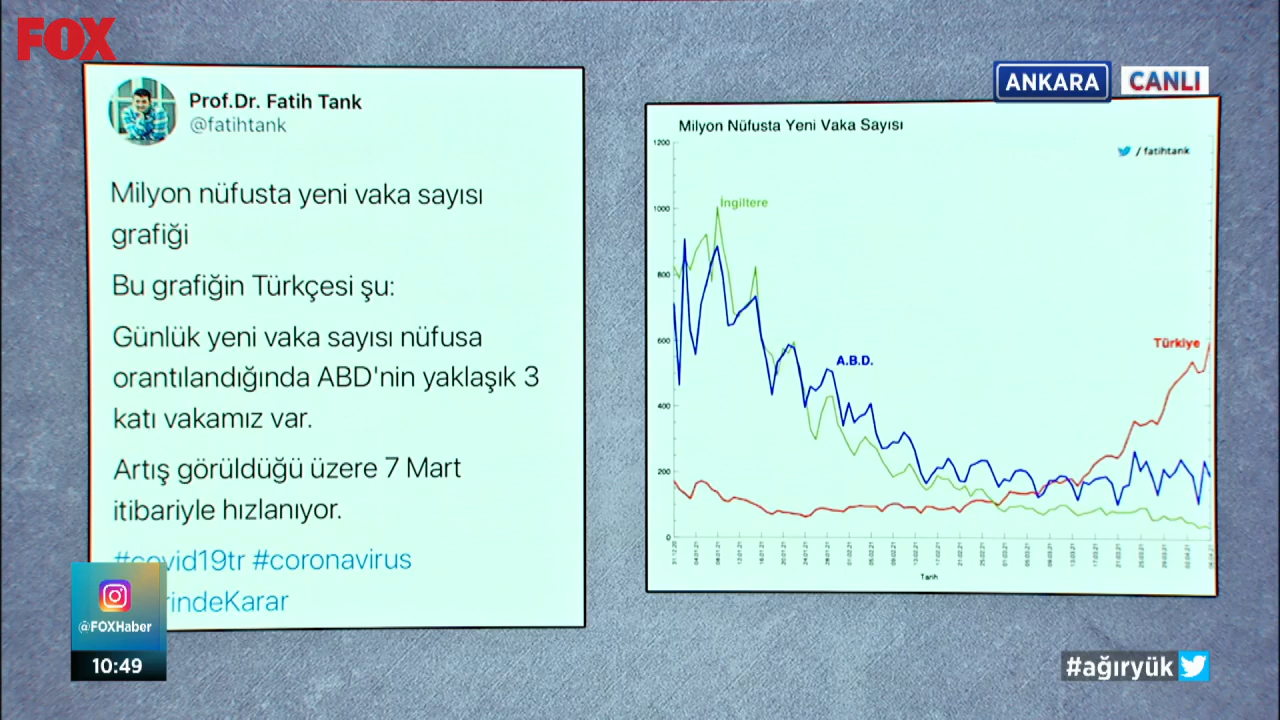 FOX
ANKARA
CANLI
Prof.Dr. Fatih Tank
@fatihtank
Milyon nüfusta yeni vaka sayısı
grafiği
Bu grafiğin Türkçesi şu:
Günlük yeni vaka sayısı nüfusa
orantılandığında ABD'nin yaklaşık 3
katı vakamız var.
Artış görüldüğü üzere 7 Mart
itibariyle hızlanıyor.
#covid19tr #coronavirus
rindeKarar
Milyon Nüfusta Yeni Vaka Sayısı
/ fatihtank
1200
1000
800
600
400
200
0
İngiltere
A.B.D.
Türkiye
Tarih
@FOXHaber
10:49
#ağıryük